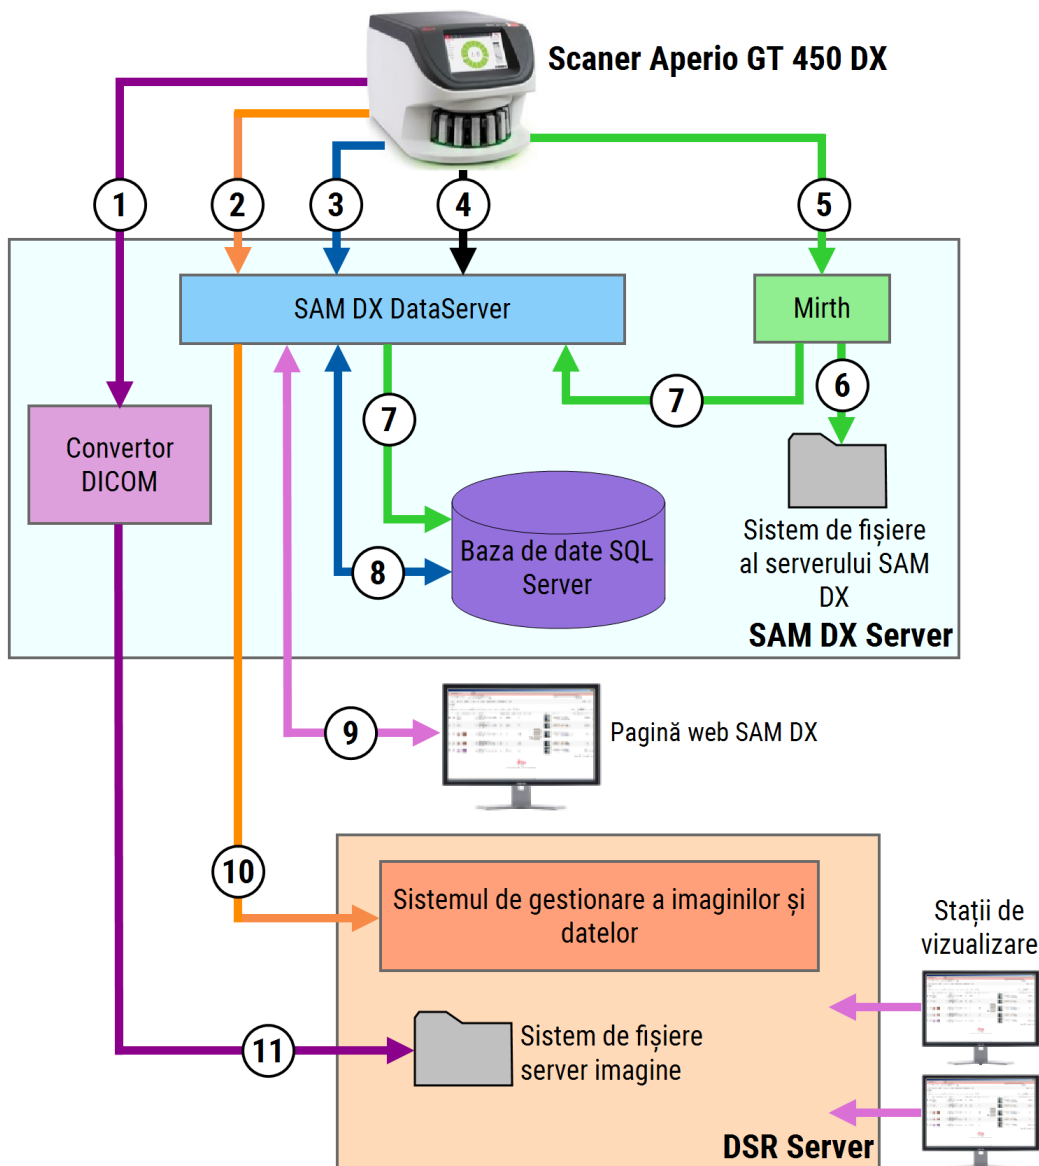 Scaner Aperio GT 450 DX
1
2
3
4
5
SAM DX DataServer
Mirth
7
7
6
Convertor
DICOM
Baza de date SQL
Server
8
Sistem de fișiere
al serverului SAM
DX
SAM DX Server
9
Pagină web SAM DX
10
Sistemul de gestionare a imaginilor și
datelor
Stații de
vizualizare
11
Sistem de fișiere
server imagine
DSR Server